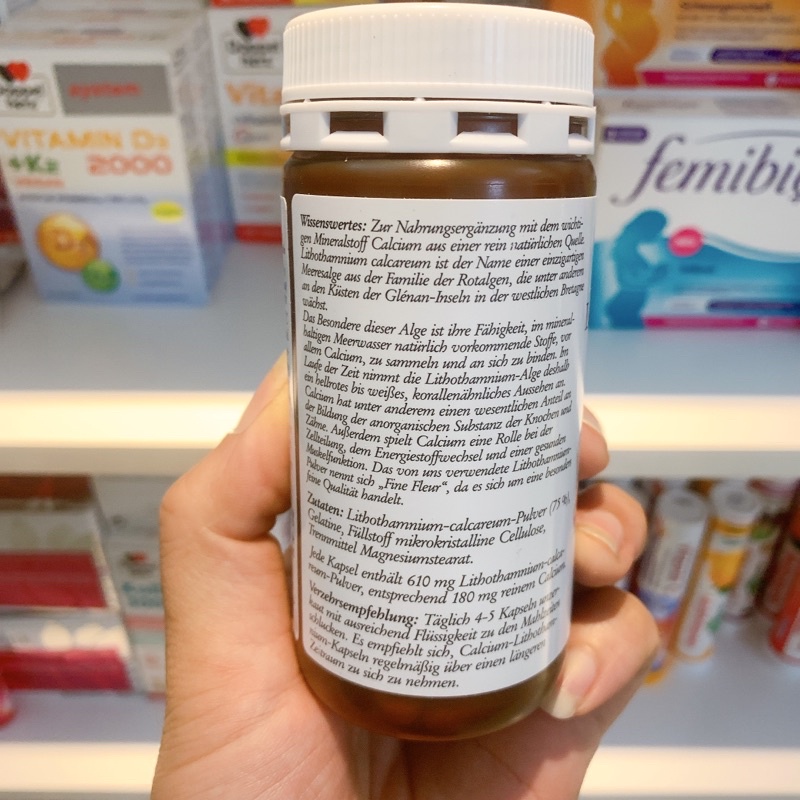 system
VITAMIN D3
+K2 2000
D3
femibi
Wissenswertes: Zur Nahrungsergänzung mit dem wichti-
gen Mineralstoff Calcium aus einer rein natürlichen Quelle.
Lithothamnium calcareum ist der Name einer einzigartigen
Meeresalge aus der Familie der Rotalgen, die unter anderem
an den Küsten der Glénan-Inseln in der westlichen Bretagne
wächst.
Das Besondere dieser Alge ist ihre Fähigkeit, im mineral-
haltigen Meerwasser natürlich vorkommende Stoffe, vor
allem Calcium, zu sammeln und an sich zu binden. Im
Laufe der Zeit nimmt die Lithothamnium-Alge deshalb
ein hellrotes bis weißes, korallenähnliches Aussehen an.
Calcium hat unter anderem einen wesentlichen Anteil an
der Bildung der anorganischen Substanz der Knochen und
Zähne. Außerdem spielt Calcium eine Rolle bei der
Zellteilung, dem Energiestoffwechsel und einer gesunden
Muskelfunktion. Das von uns verwendete Lithothamnium-
Pulver nennt sich „Fine Fleur“, da es sich um eine besonders
feine Qualität handelt.
Zutaten: Lithothamnium-calcareum-Pulver (75 %),
Gelatine, Füllstoff mikrokristalline Cellulose,
Trennmittel Magnesiumstearat.
Jede Kapsel enthält 610 mg Lithothamnium-calca-
reum-Pulver, entsprechend 180 mg reinem Calcium.
Verzehrsempfehlung: Täglich 4-5 Kapseln unzer-
kaut mit ausreichend Flüssigkeit zu den Mahlzeiten
schlucken. Es empfiehlt sich, Calcium-Lithotham-
nium-Kapseln regelmäßig über einen längeren
Zeitraum zu sich zu nehmen.